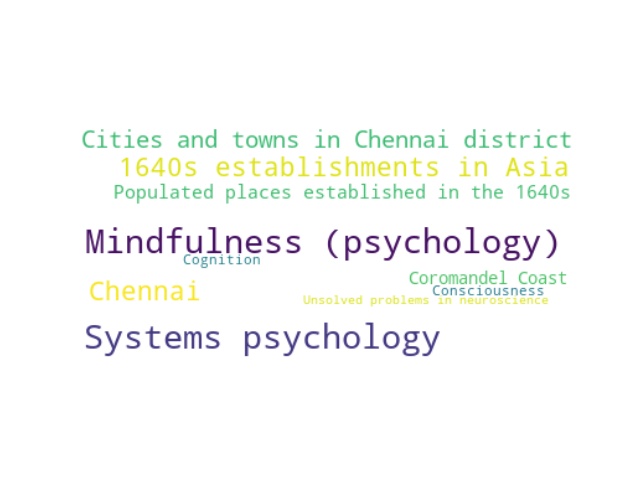 Cities and towns in Chennai district
1640s establishments in Asia
Populated places established in the 1640s
Mindfulness (psychology)
Cognition
Coromandel Coast
Chennai
Consciousness
Unsolved problems in neuroscience
Systems psychology